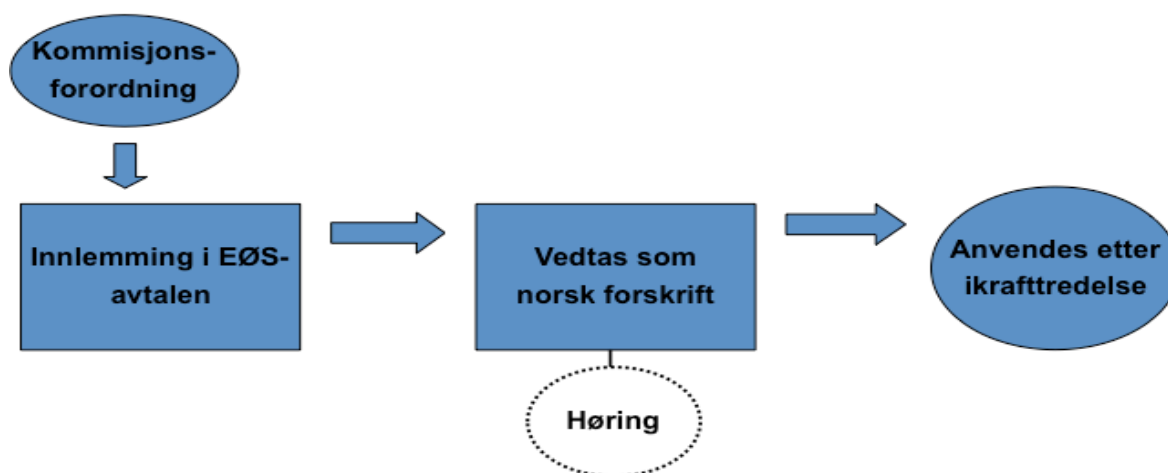 Kommisjons-
forordning
Innlemming i EØS-
avtalen
Vedtas som
norsk forskrift
Anvendes etter
ikrafttredelse
Høring